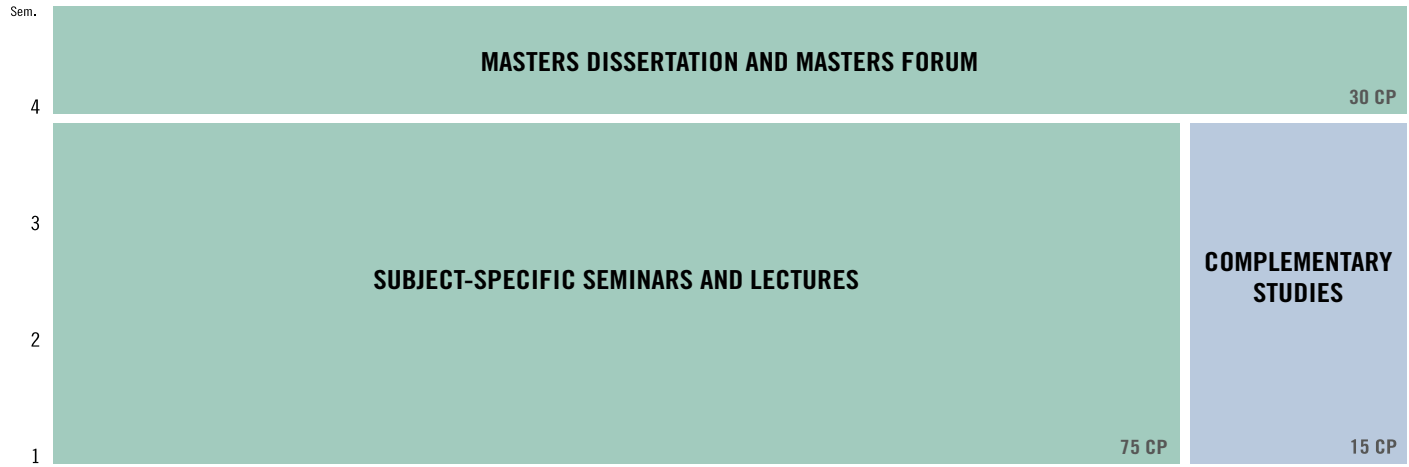 Sem.
MASTERS DISSERTATION AND MASTERS FORUM
4
30 CP
3
SUBJECT-SPECIFIC SEMINARS AND LECTURES
COMPLEMENTARY
STUDIES
2
1
75 CP
15 CP